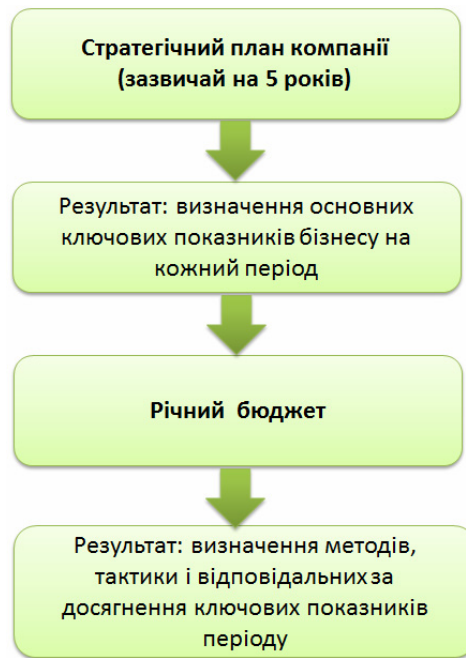 Стратегічний план компанії
(зазвичай на 5 років)
Результат: визначення основних
ключових показників бізнесу на
кожний період
Річний бюджет
Результат: визначення методів,
тактики і відповідальних за
досягнення ключових показників
періоду